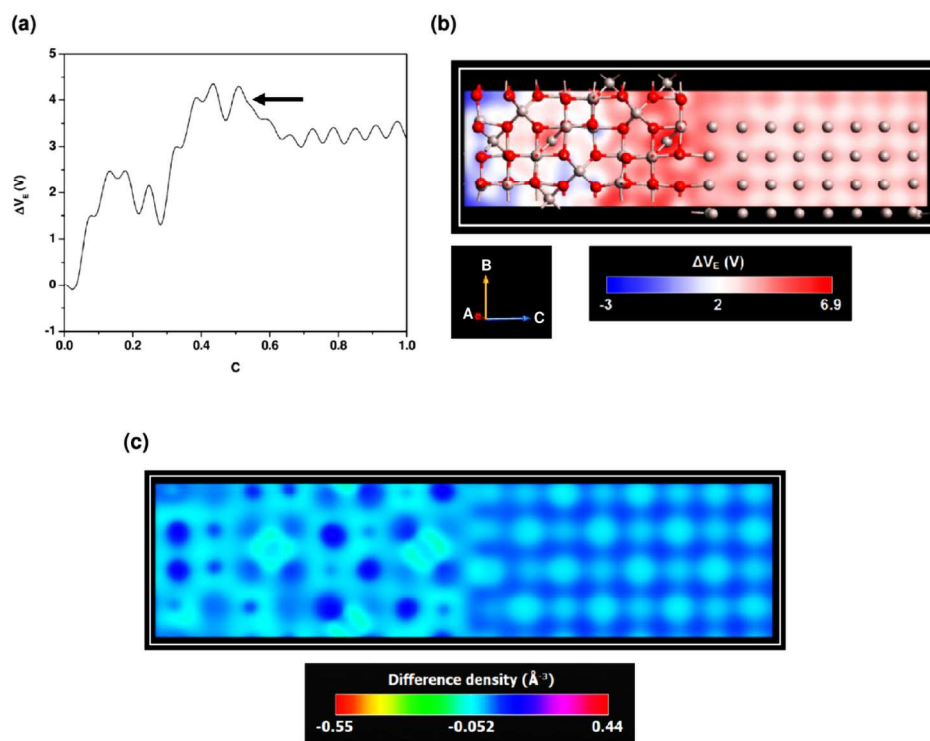 (a)
5
4
3
2
1
0
-1
ΔV_E (V)
0.0 0.2 0.4 0.6 0.8 1.0
C
(b)
B
A C
ΔV_E (V)
-3 2 6.9
(c)
Difference density (Å⁻³)
-0.55 -0.052 0.44